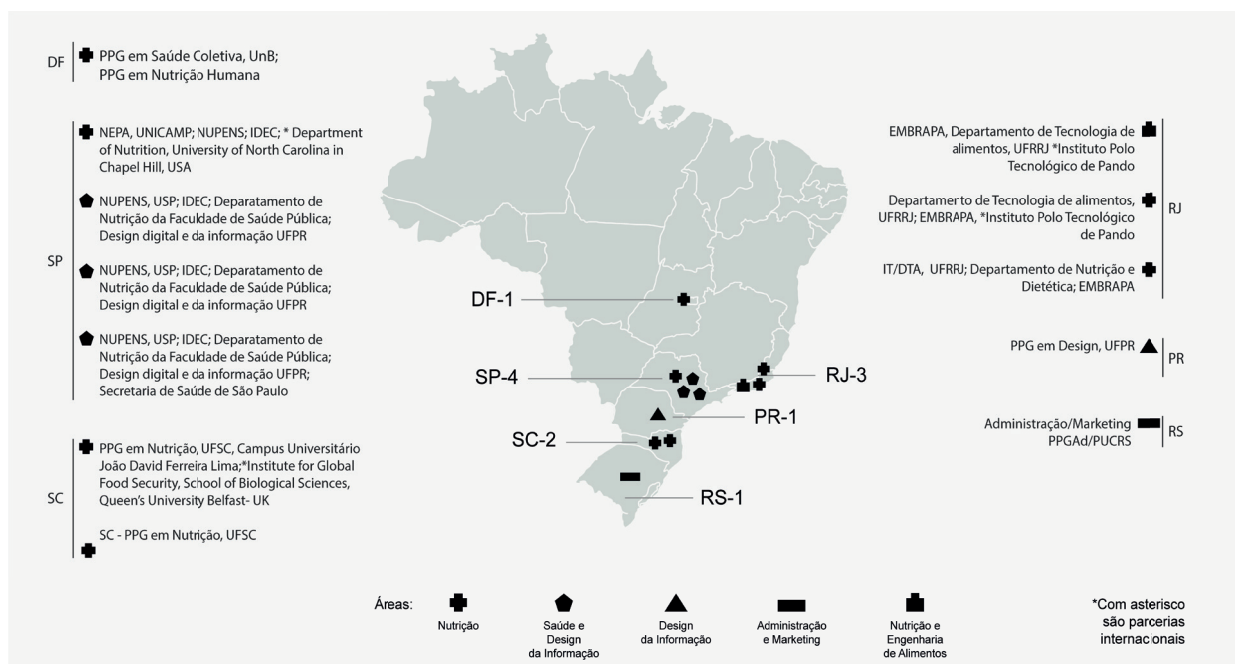 DF
PPG em Saúde Coletiva, UnB;
PPG em Nutrição Humana
SP
NEPA, UNICAMP; NUPENS; IDEC; * Department
of Nutrition, University of North Carolina in
Chapel Hill, USA
NUPENS, USP; IDEC; Deparatamento de
Nutrição da Faculdade de Saúde Pública;
Design digital e da informação UFPR
NUPENS, USP; IDEC; Deparatamento de
Nutrição da Faculdade de Saúde Pública;
Design digital e da informação UFPR
NUPENS, USP; IDEC; Deparatamento de
Nutrição da Faculdade de Saúde Pública;
Design digital e da informação UFPR;
Secretaria de Saúde de São Paulo
SC
PPG em Nutrição, UFSC, Campus Universitário
João David Ferreira Lima;*Institute for Global
Food Security, School of Biological Sciences,
Queen's University Belfast- UK
SC - PPG em Nutrição, UFSC
DF-1
SP-4
RJ-3
PR-1
SC-2
RS-1
EMBRAPA, Departamento de Tecnologia de
alimentos, UFRRJ *Instituto Polo
Tecnológico de Pando
Departamento de Tecnologia de alimentos,
UFRRJ; EMBRAPA, *Instituto Polo Tecnológico
de Pando
RJ
IT/DTA, UFRRJ; Departamento de Nutrição e
Dietética; EMBRAPA
PPG em Design, UFPR
PR
Administração/Marketing
PPGAd/PUCRS
RS
Áreas:
Nutrição
Saúde e
Design
da Informação
Design
da Informação
Administração
e Marketing
Nutrição e
Engenharia
de Alimentos
*Com asterisco
são parcerias
internacionais